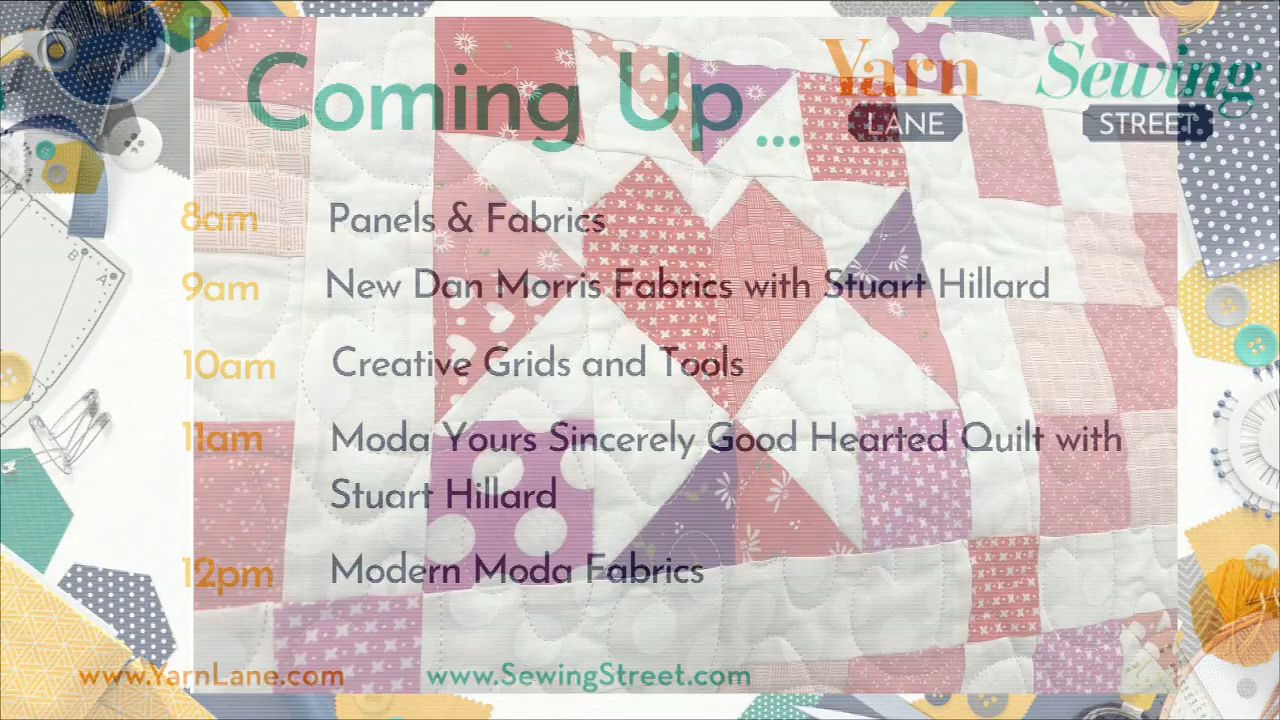 Coming Up...
Yarn
LANE
Sewing
STREET
8am Panels & Fabrics
9am New Dan Morris Fabrics with Stuart Hillard
10am Creative Grids and Tools
11am Moda Yours Sincerely Good Hearted Quilt with
Stuart Hillard
12pm Modern Moda Fabrics
www.YarnLane.com www.SewingStreet.com
B
A